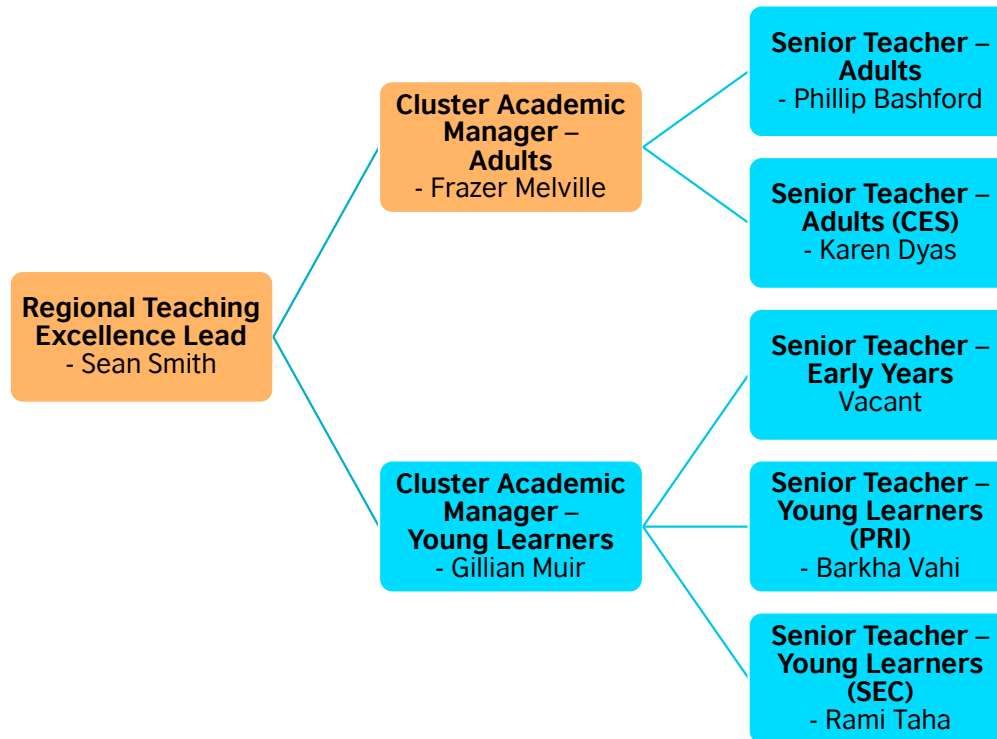 Regional Teaching
Excellence Lead
- Sean Smith
Cluster Academic
Manager –
Adults
- Frazer Melville
Senior Teacher –
Adults
- Phillip Bashford
Senior Teacher –
Adults (CES)
- Karen Dyas
Cluster Academic
Manager –
Young Learners
- Gillian Muir
Senior Teacher –
Early Years
Vacant
Senior Teacher –
Young Learners
(PRI)
- Barkha Vahi
Senior Teacher –
Young Learners
(SEC)
- Rami Taha